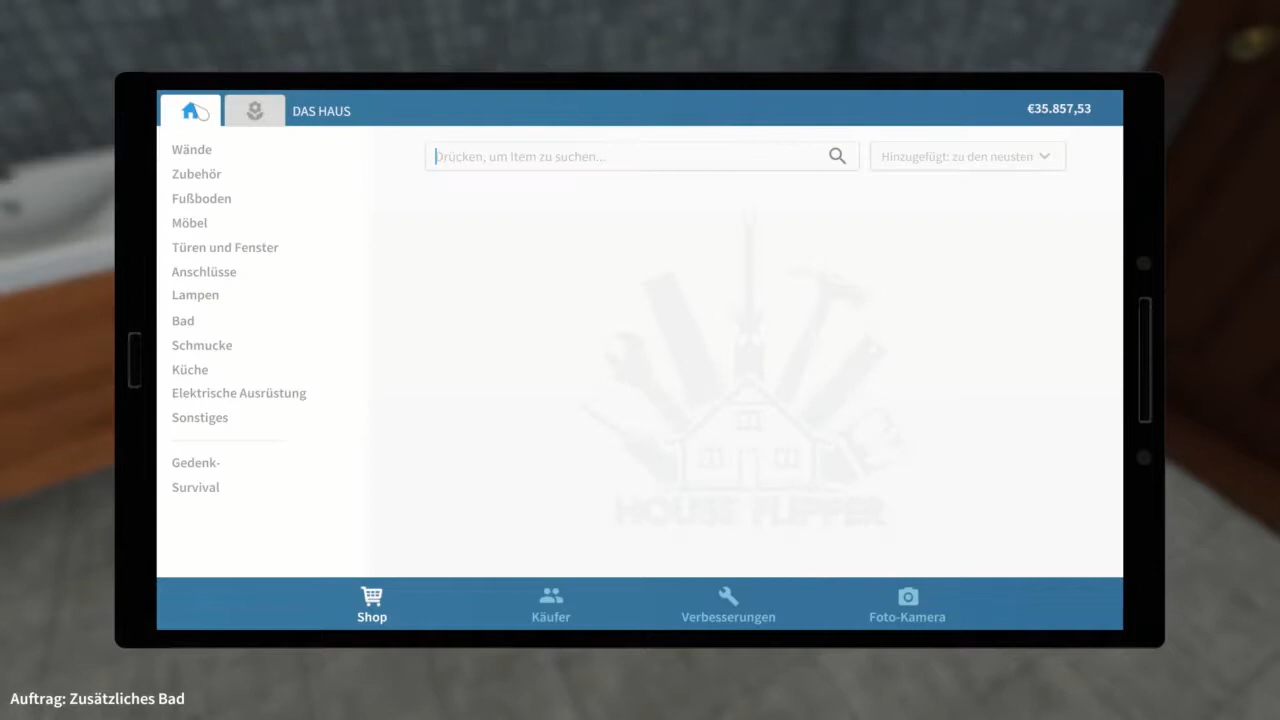 DAS HAUS
€35.857,53
Drücken, um Item zu suchen...
Hinzugefügt: zu den neusten
Wände
Zubehör
Fußboden
Möbel
Türen und Fenster
Anschlüsse
Lampen
Bad
Schmucke
Küche
Elektrische Ausrüstung
Sonstiges
Gedenk-
Survival
HOUSE FLIPPER
Shop
Käufer
Verbesserungen
Foto-Kamera
Auftrag: Zusätzliches Bad